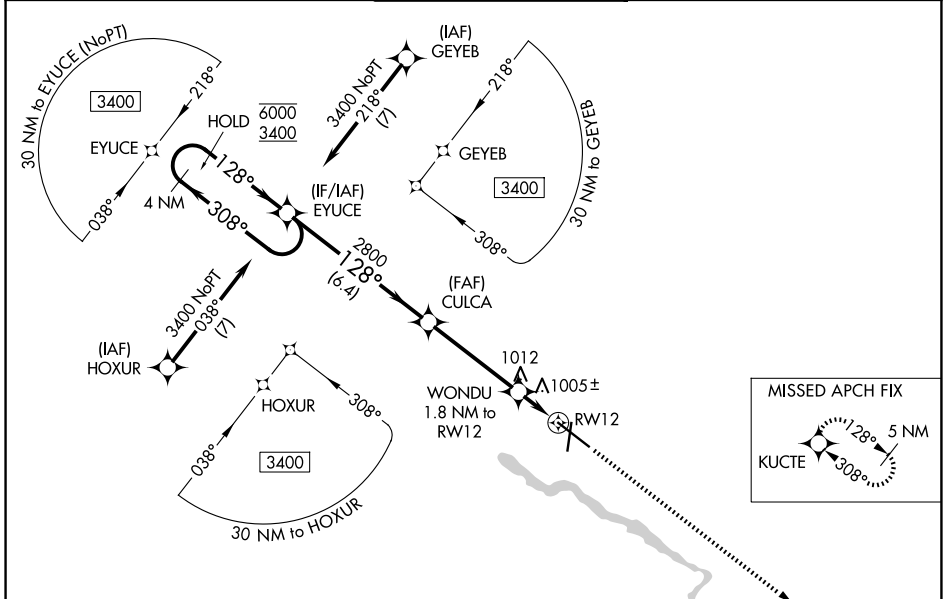 30 NM to EYUCE (NoPT)
218°
3400
EYUCE
038°
HOLD
6000
3400
4 NM
128°
308°
(IF/IAF)
EYUCE
(IAF)
GEYEB
3400 NoPT
218°
(7)
218°
GEYEB
3400
308°
30 NM to GEYEB
2800
128°
(6.4)
(FAF)
CULCA
3400 NoPT
038°
(7)
(IAF)
HOXUR
HOXUR
308°
038°
3400
30 NM to HOXUR
1012
1005±
WONDU
1.8 NM to
RW12
RW12
MISSED APCH FIX
128°
5 NM
KUCTE
308°